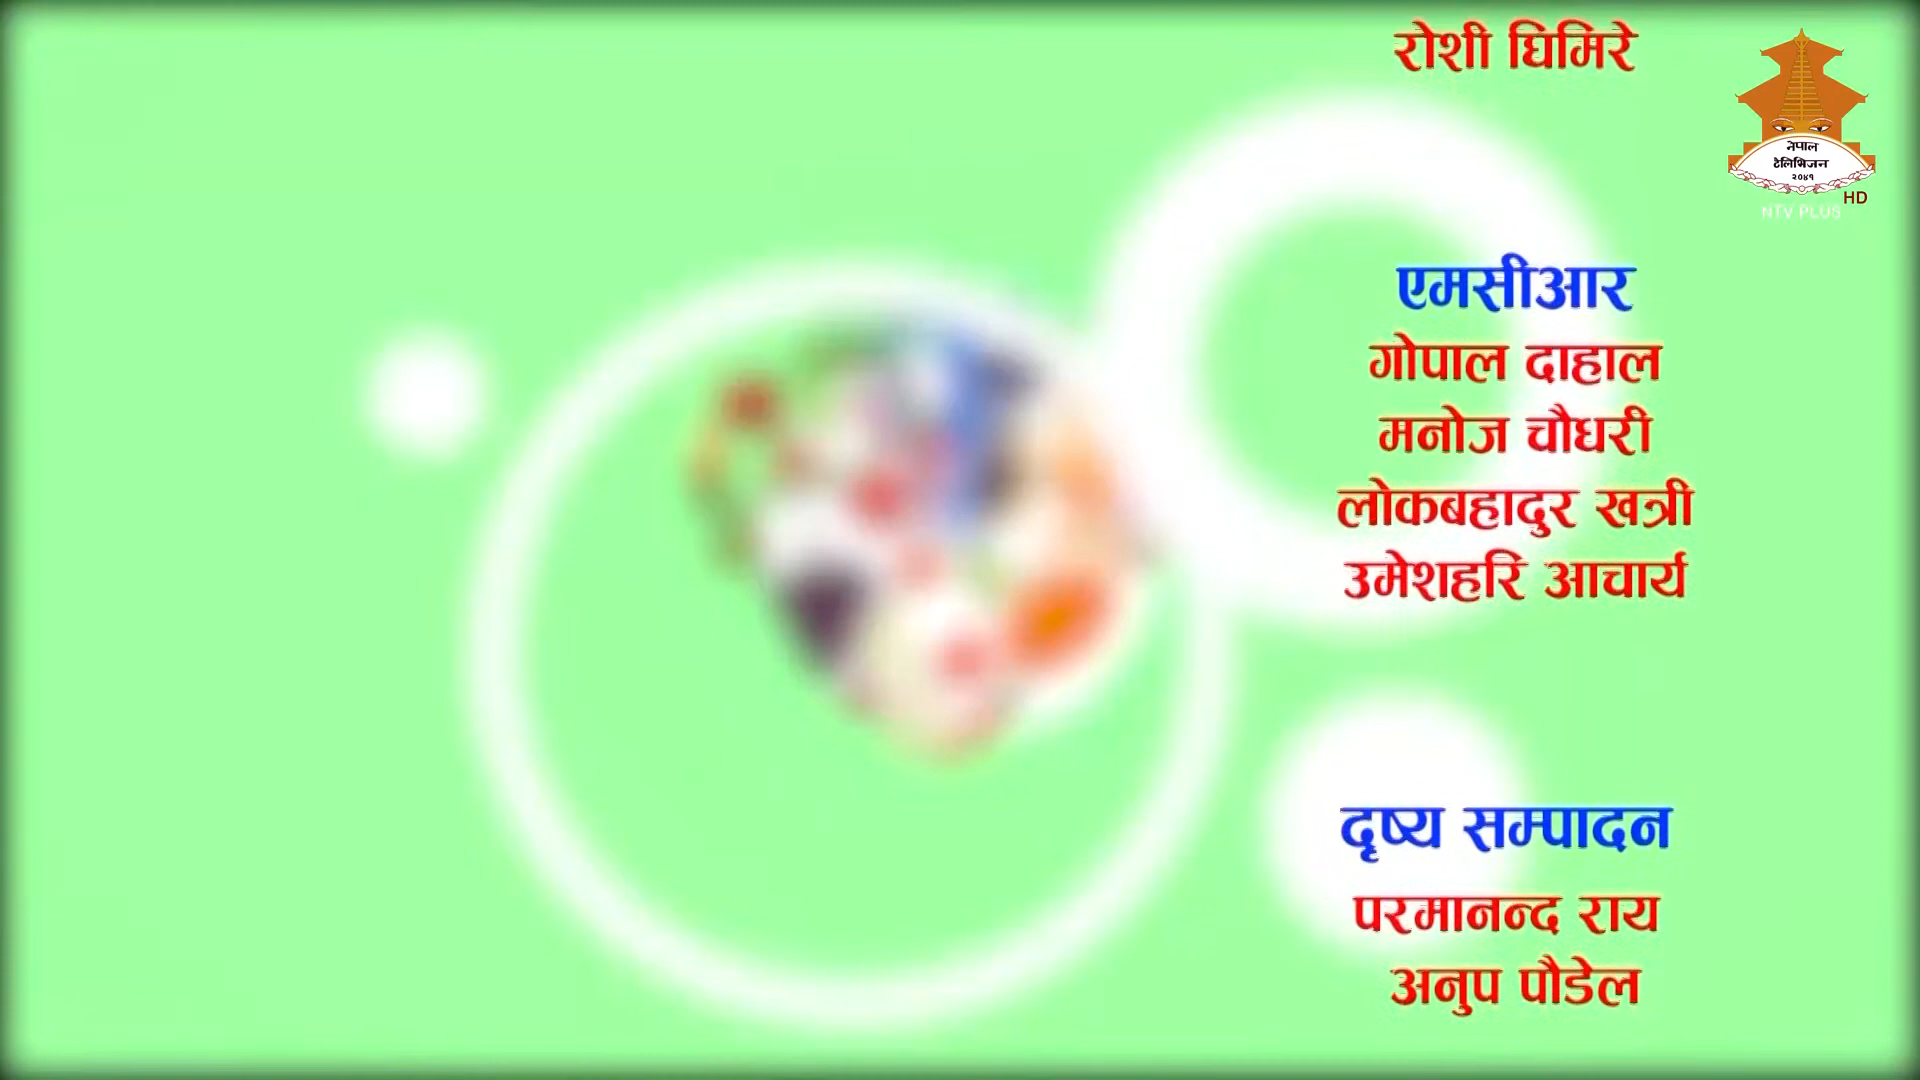 रोशी घिमिरे
नेपाल
टेलिभिजन
२०४१
HD
NTV PLUS
एमसीआर
गोपाल दाहाल
मनोज चौधरी
लोकबहादुर खत्री
उमेशहरि आचार्य
दृष्य सम्पादन
परमानन्द राय
अनुप पौडेल